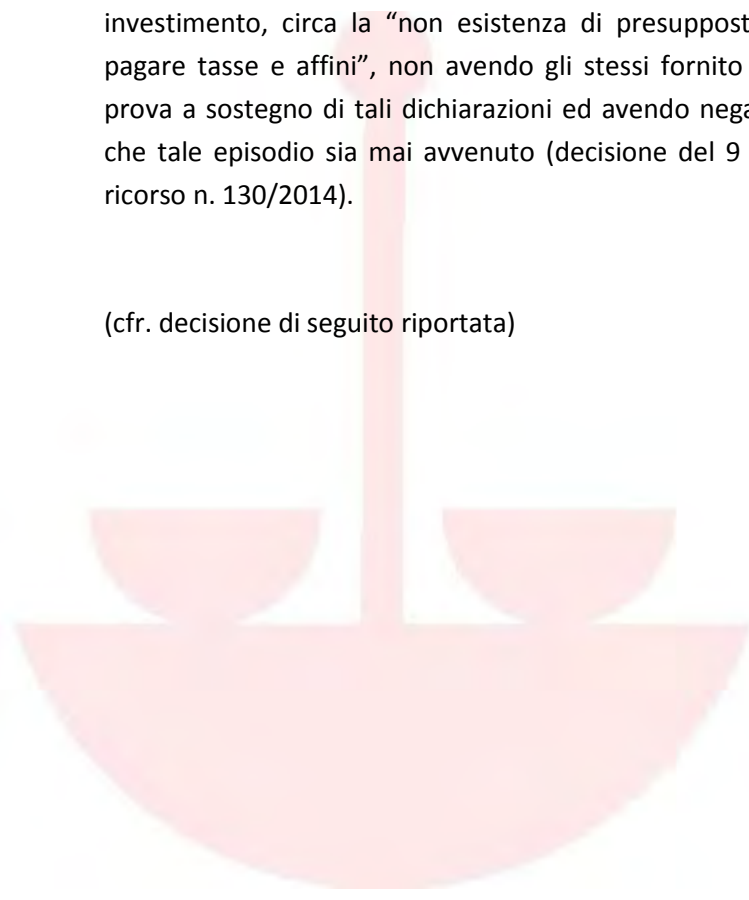 investimento, circa la “non esistenza di presuppost
pagare tasse e affini”, non avendo gli stessi fornito
prova a sostegno di tali dichiarazioni ed avendo nega
che tale episodio sia mai avvenuto (decisione del 9
ricorso n. 130/2014).
(cfr. decisione di seguito riportata)